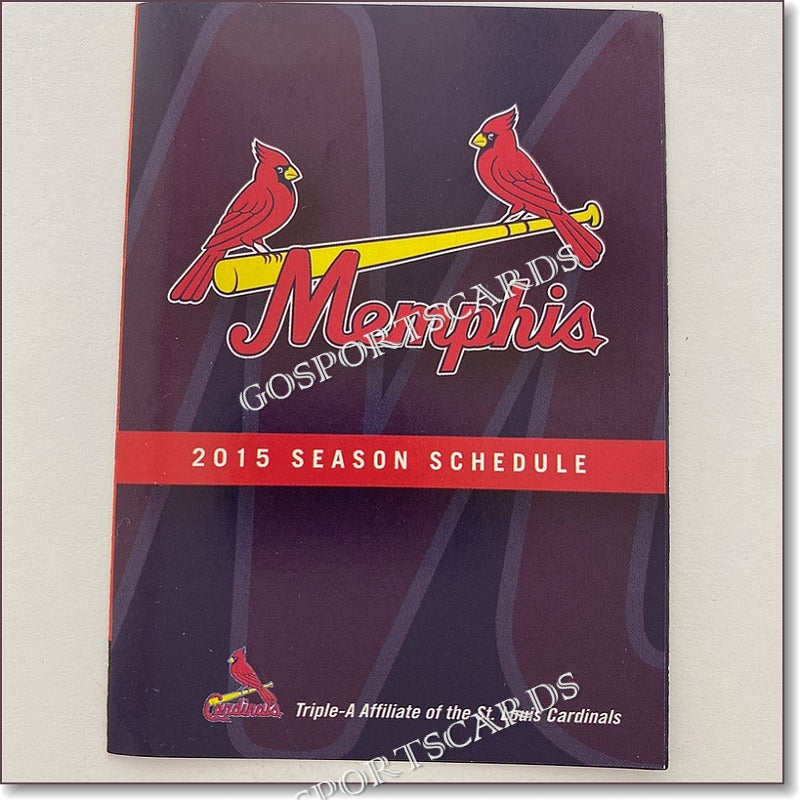 Memphis
GOSPORTSCARDS
2015 SEASON SCHEDULE
Cardinals
Triple-A Affiliate of the St. Louis Cardinals
GOSPORTSCARDS